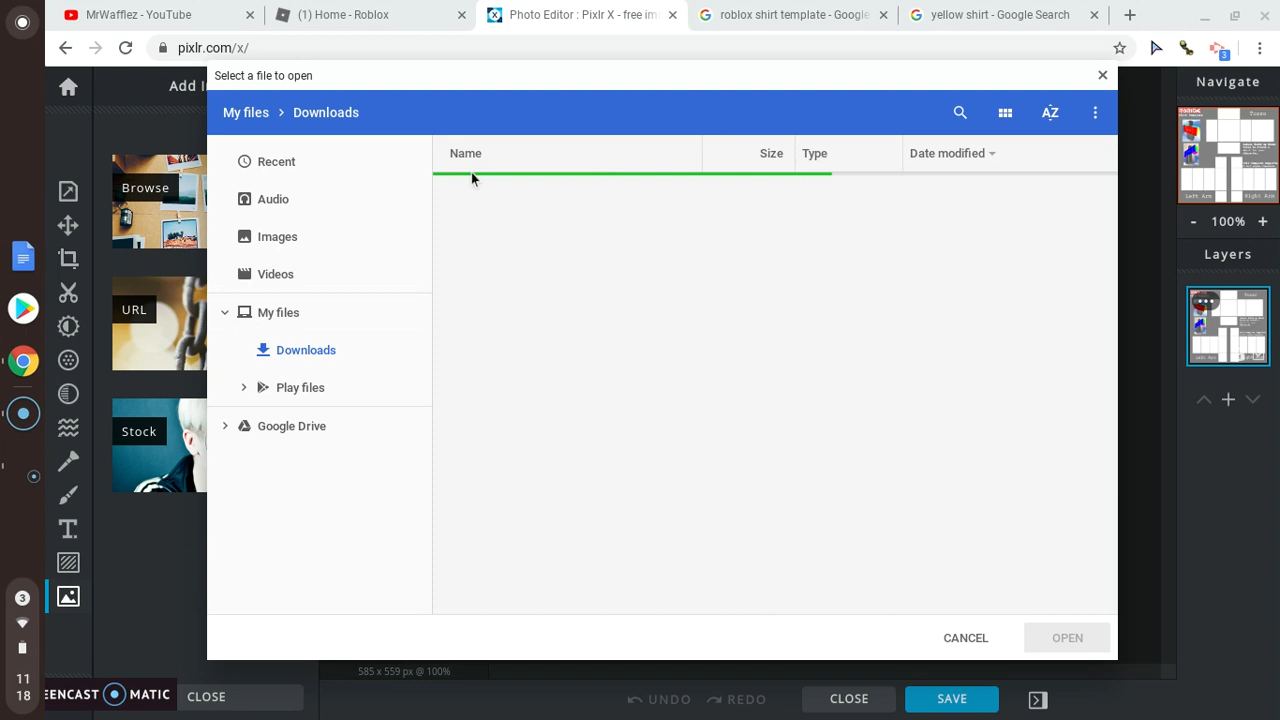 MrWafflez - YouTube
(1) Home - Roblox
Photo Editor : Pixlr X - free im
roblox shirt template - Google
yellow shirt - Google Search
pixlr.com/x/
3
Select a file to open
Add I
My files > Downloads
AZ
Navigate
Name
Size
Type
Date modified
Recent
Browse
Audio
Images
- 100% +
Videos
Layers
URL
My files
Downloads
Play files
Google Drive
Stock
3
CANCEL
OPEN
585 x 559 px @ 100%
11
18
EENCAST MATIC
CLOSE
UNDO
REDO
CLOSE
SAVE